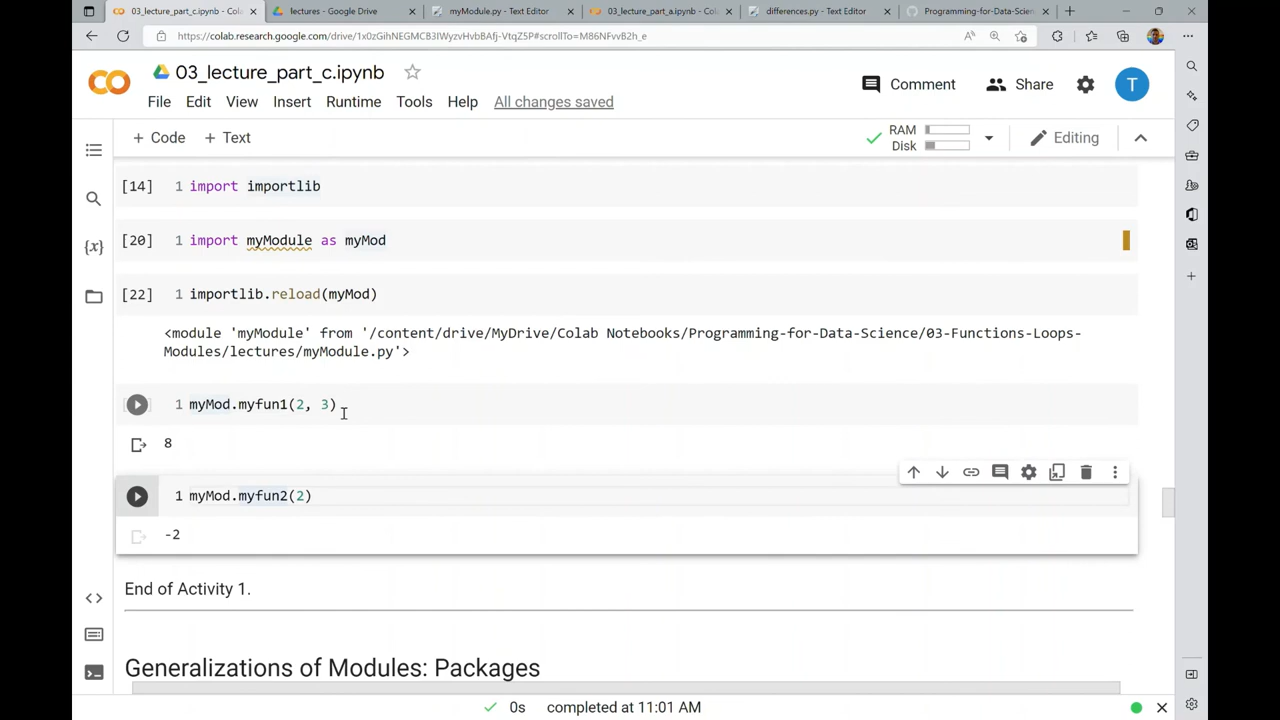 03_lecture_part_c.ipynb - Cola
lectures - Google Drive
myModule.py - Text Editor
03_lecture_part_a.ipynb - Colab
differences.py - Text Editor
Programming-for-Data-Scien
https://colab.research.google.com/drive/1x0zGihNEGMCB3IWyzvHvbBAfj-VtqZ5P#scrollTo=M86NFvvB2h_e
03_lecture_part_c.ipynb
Comment
Share
T
File Edit View Insert Runtime Tools Help All changes saved
+ Code + Text
RAM
Disk
Editing
[14] 1 import importlib
[20] 1 import myModule as myMod
[22] 1 importlib.reload(myMod)
<module 'myModule' from '/content/drive/MyDrive/Colab Notebooks/Programming-for-Data-Science/03-Functions-Loops-
Modules/lectures/myModule.py'>
1 myMod.myfun1(2, 3)
8
1 myMod.myfun2(2)
-2
End of Activity 1.
Generalizations of Modules: Packages
0s completed at 11:01 AM